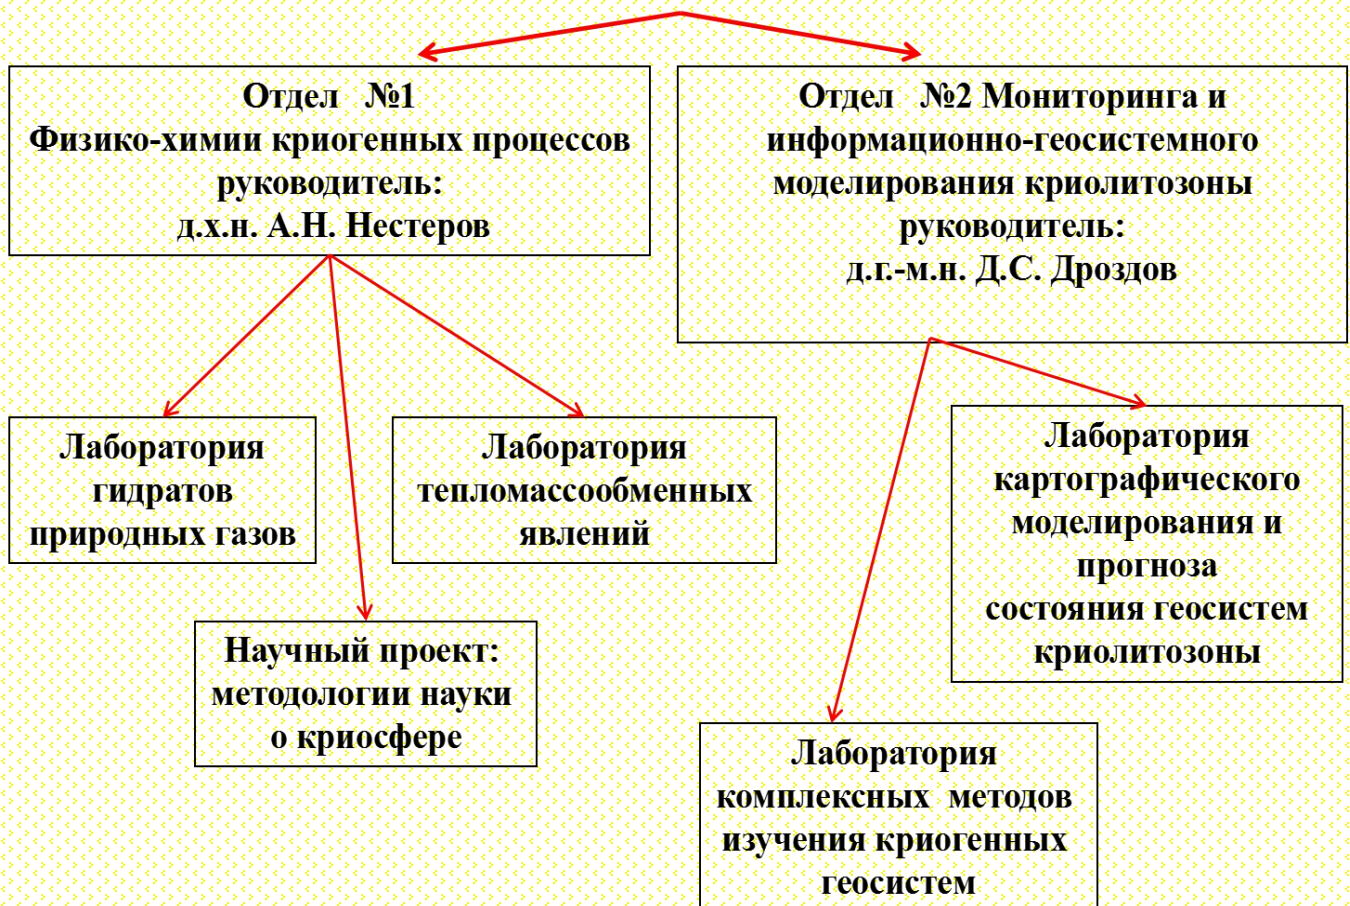 Отдел №1
Физико-химии криогенных процессов
руководитель:
д.х.н. А.Н. Нестеров
Отдел №2 Мониторинга и
информационно-геосистемного
моделирования криолитозоны
руководитель:
д.г.-м.н. Д.С. Дроздов
Лаборатория
гидратов
природных газов
Лаборатория
тепломассообменных
явлений
Лаборатория
картографического
моделирования и
прогноза
состояния геосистем
криолитозоны
Научный проект:
методологии науки
о криосфере
Лаборатория
комплексных методов
изучения криогенных
геосистем